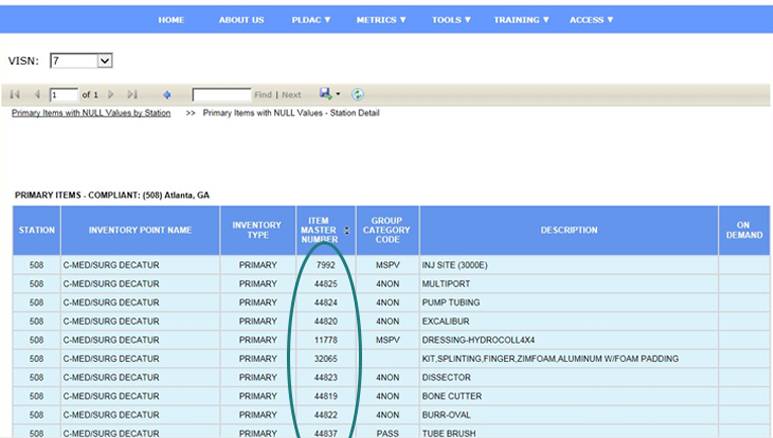 HOME ABOUT US PLDAC ▼ METRICS ▼ TOOLS ▼ TRAINING ▼ ACCESS ▼
VISN: 7
1 of 1 Find | Next
Primary Items with NULL Values by Station >> Primary Items with NULL Values - Station Detail
PRIMARY ITEMS - COMPLIANT: (508) Atlanta, GA
STATION INVENTORY POINT NAME INVENTORY TYPE ITEM MASTER NUMBER GROUP CATEGORY CODE DESCRIPTION ON DEMAND
508 C-MED/SURG DECATUR PRIMARY 7992 MSPV INJ SITE (3000E)
508 C-MED/SURG DECATUR PRIMARY 44825 4NON MULTIPORT
508 C-MED/SURG DECATUR PRIMARY 44824 4NON PUMP TUBING
508 C-MED/SURG DECATUR PRIMARY 44820 4NON EXCALIBUR
508 C-MED/SURG DECATUR PRIMARY 11778 MSPV DRESSING-HYDROCOLL4X4
508 C-MED/SURG DECATUR PRIMARY 32065 KIT,SPLINTING,FINGER,ZIMFOAM,ALUMINUM W/FOAM PADDING
508 C-MED/SURG DECATUR PRIMARY 44823 4NON DISSECTOR
508 C-MED/SURG DECATUR PRIMARY 44819 4NON BONE CUTTER
508 C-MED/SURG DECATUR PRIMARY 44822 4NON BURR-OVAL
508 C-MED/SURG DECATUR PRIMARY 44837 PASS TUBE BRUSH